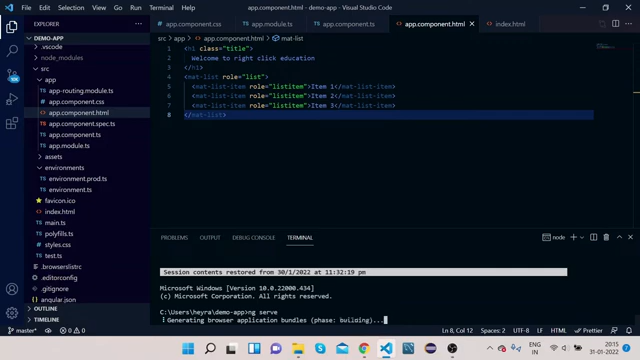 File Edit Selection View Go Run Terminal Help
app.component.html - demo-app - Visual Studio Code
EXPLORER
DEMO-APP
.vscode
node_modules
src
app
app-routing.module.ts
app.component.css
app.component.html
app.component.spec.ts
app.component.ts
app.module.ts
assets
environments
environment.prod.ts
environment.ts
favicon.ico
index.html
main.ts
polyfills.ts
styles.css
test.ts
.browserslistrc
.editorconfig
.gitignore
angular.json
OUTLINE
TIMELINE
app.component.css
app.module.ts
app.component.ts
app.component.html
index.html
src > app > app.component.html > mat-list
1 <h1 class="title">
2 Welcome to right click education
3 </h1>
4 <mat-list role="list">
5 <mat-list-item role="listitem">Item 1</mat-list-item>
6 <mat-list-item role="listitem">Item 2</mat-list-item>
7 <mat-list-item role="listitem">Item 3</mat-list-item>
8 </mat-list>
PROBLEMS OUTPUT DEBUG CONSOLE TERMINAL
node
Session contents restored from 30/1/2022 at 11:32:19 pm
Microsoft Windows [Version 10.0.22000.434]
(c) Microsoft Corporation. All rights reserved.
C:\Users\heyra\demo-app>ng serve
Generating browser application bundles (phase: building)...
master* 0 0
Ln 8, Col 12 Spaces: 2 UTF-8 LF HTML Prettier
ENG
IN
20:15
31-01-2022